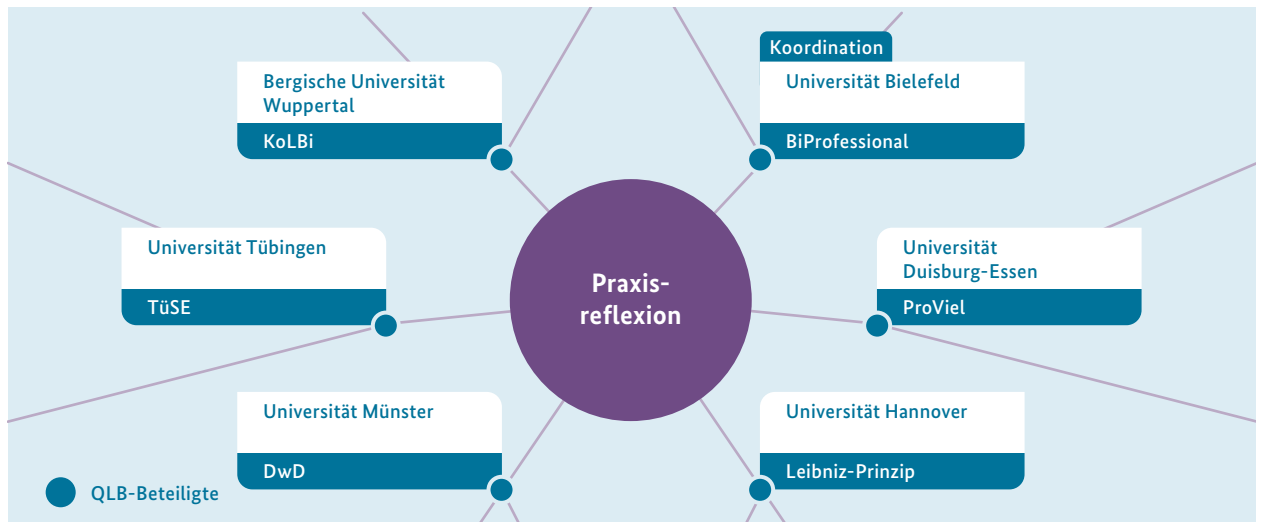 Koordination
Bergische Universität
Wuppertal
KoLBi
Universität Bielefeld
BiProfessional
Universität Tübingen
TüSE
Universität
Duisburg-Essen
ProViel
Praxis-
reflexion
Universität Münster
DwD
Universität Hannover
Leibniz-Prinzip
QLB-Beteiligte